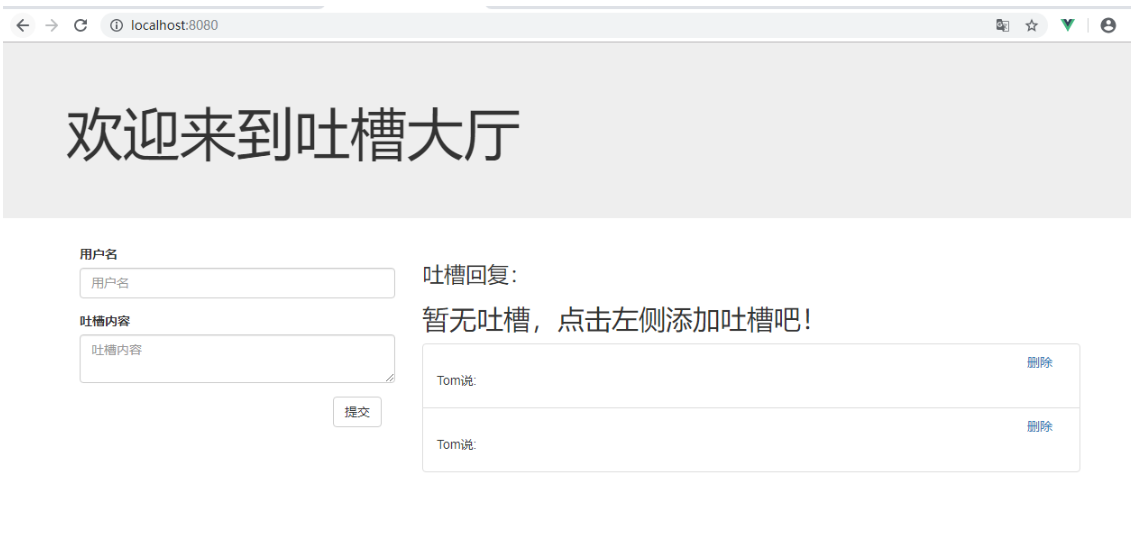 localhost:8080
欢迎来到吐槽大厅
用户名
用户名
吐槽内容
吐槽内容
提交
吐槽回复：
暂无吐槽，点击左侧添加吐槽吧！
删除
Tom说:
删除
Tom说: